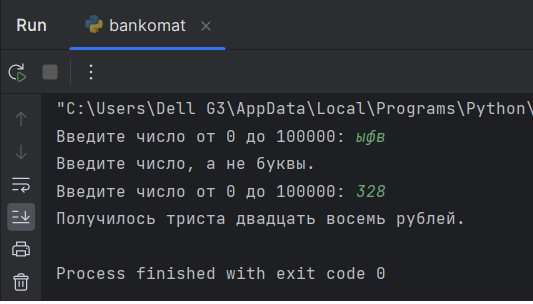 Run bankomat
"C:\Users\Dell G3\AppData\Local\Programs\Python\
Введите число от 0 до 100000: ыфв
Введите число, а не буквы.
Введите число от 0 до 100000: 328
Получилось триста двадцать восемь рублей.
Process finished with exit code 0